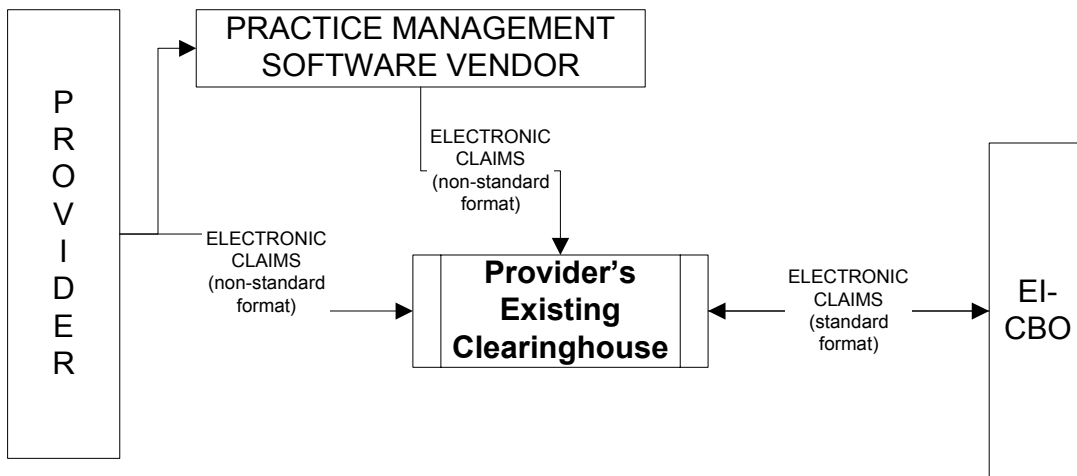 PRACTICE MANAGEMENT
SOFTWARE VENDOR
P
R
O
V
I
D
E
R
ELECTRONIC
CLAIMS
(non-standard
format)
ELECTRONIC
CLAIMS
(non-standard
format)
Provider’s
Existing
Clearinghouse
ELECTRONIC
CLAIMS
(standard
format)
EI-
CBO